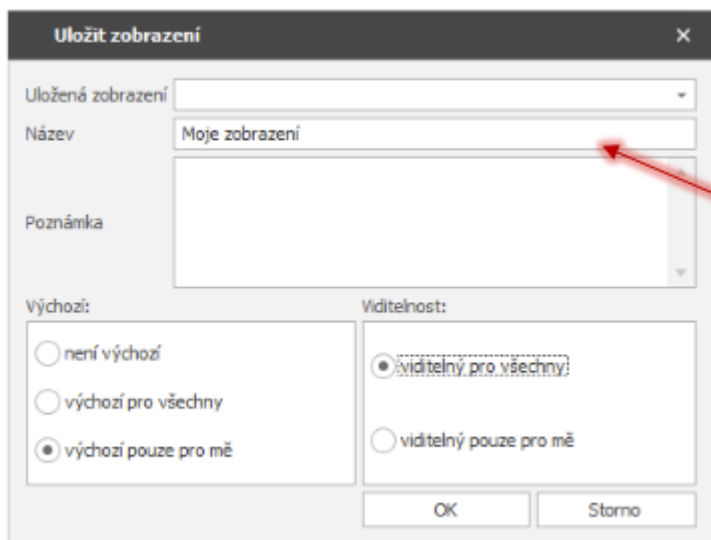 Uložit zobrazení
Uložená zobrazení
Název Moje zobrazení
Poznámka
Výchozí: Viditelnost:
není výchozí
viditelný pro všechny
výchozí pro všechny
viditelný pouze pro mě
výchozí pouze pro mě
OK Storno